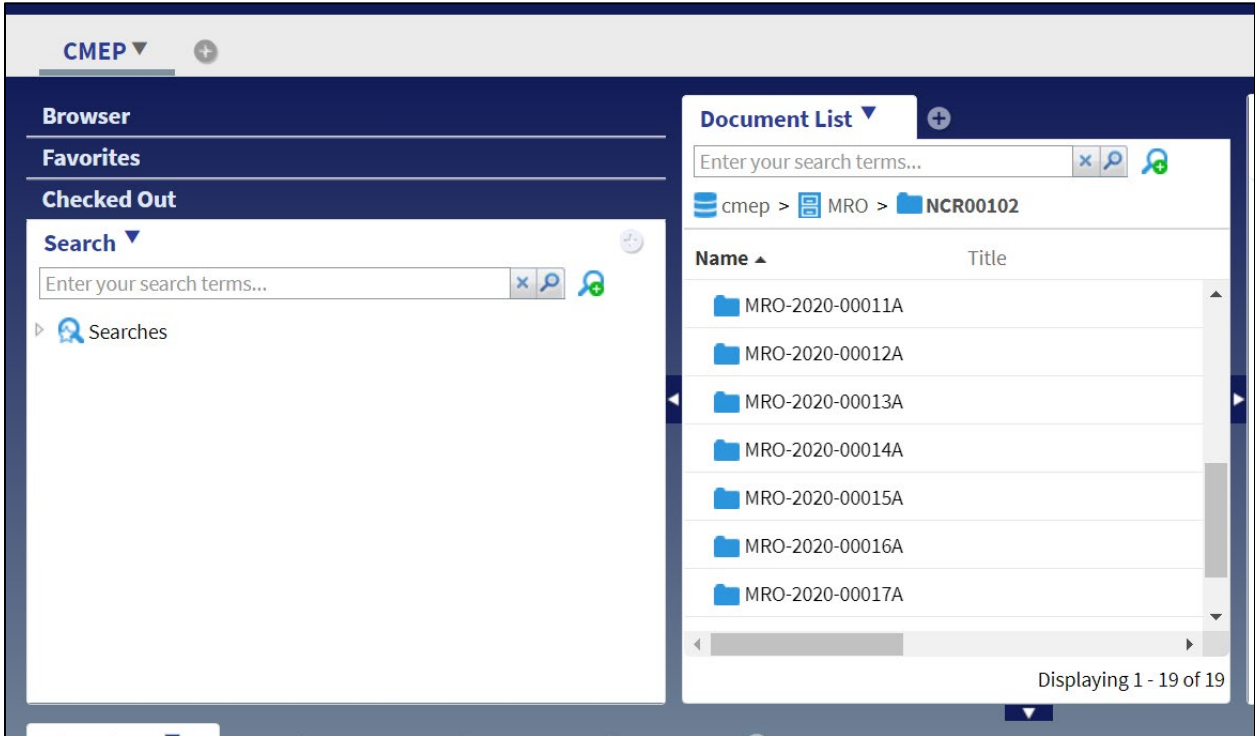 CMEP
Browser
Favorites
Checked Out
Search
Enter your search terms...
Searches
Document List
Enter your search terms...
cmep > MRO > NCR00102
Name Title
MRO-2020-00011A
MRO-2020-00012A
MRO-2020-00013A
MRO-2020-00014A
MRO-2020-00015A
MRO-2020-00016A
MRO-2020-00017A
Displaying 1 - 19 of 19